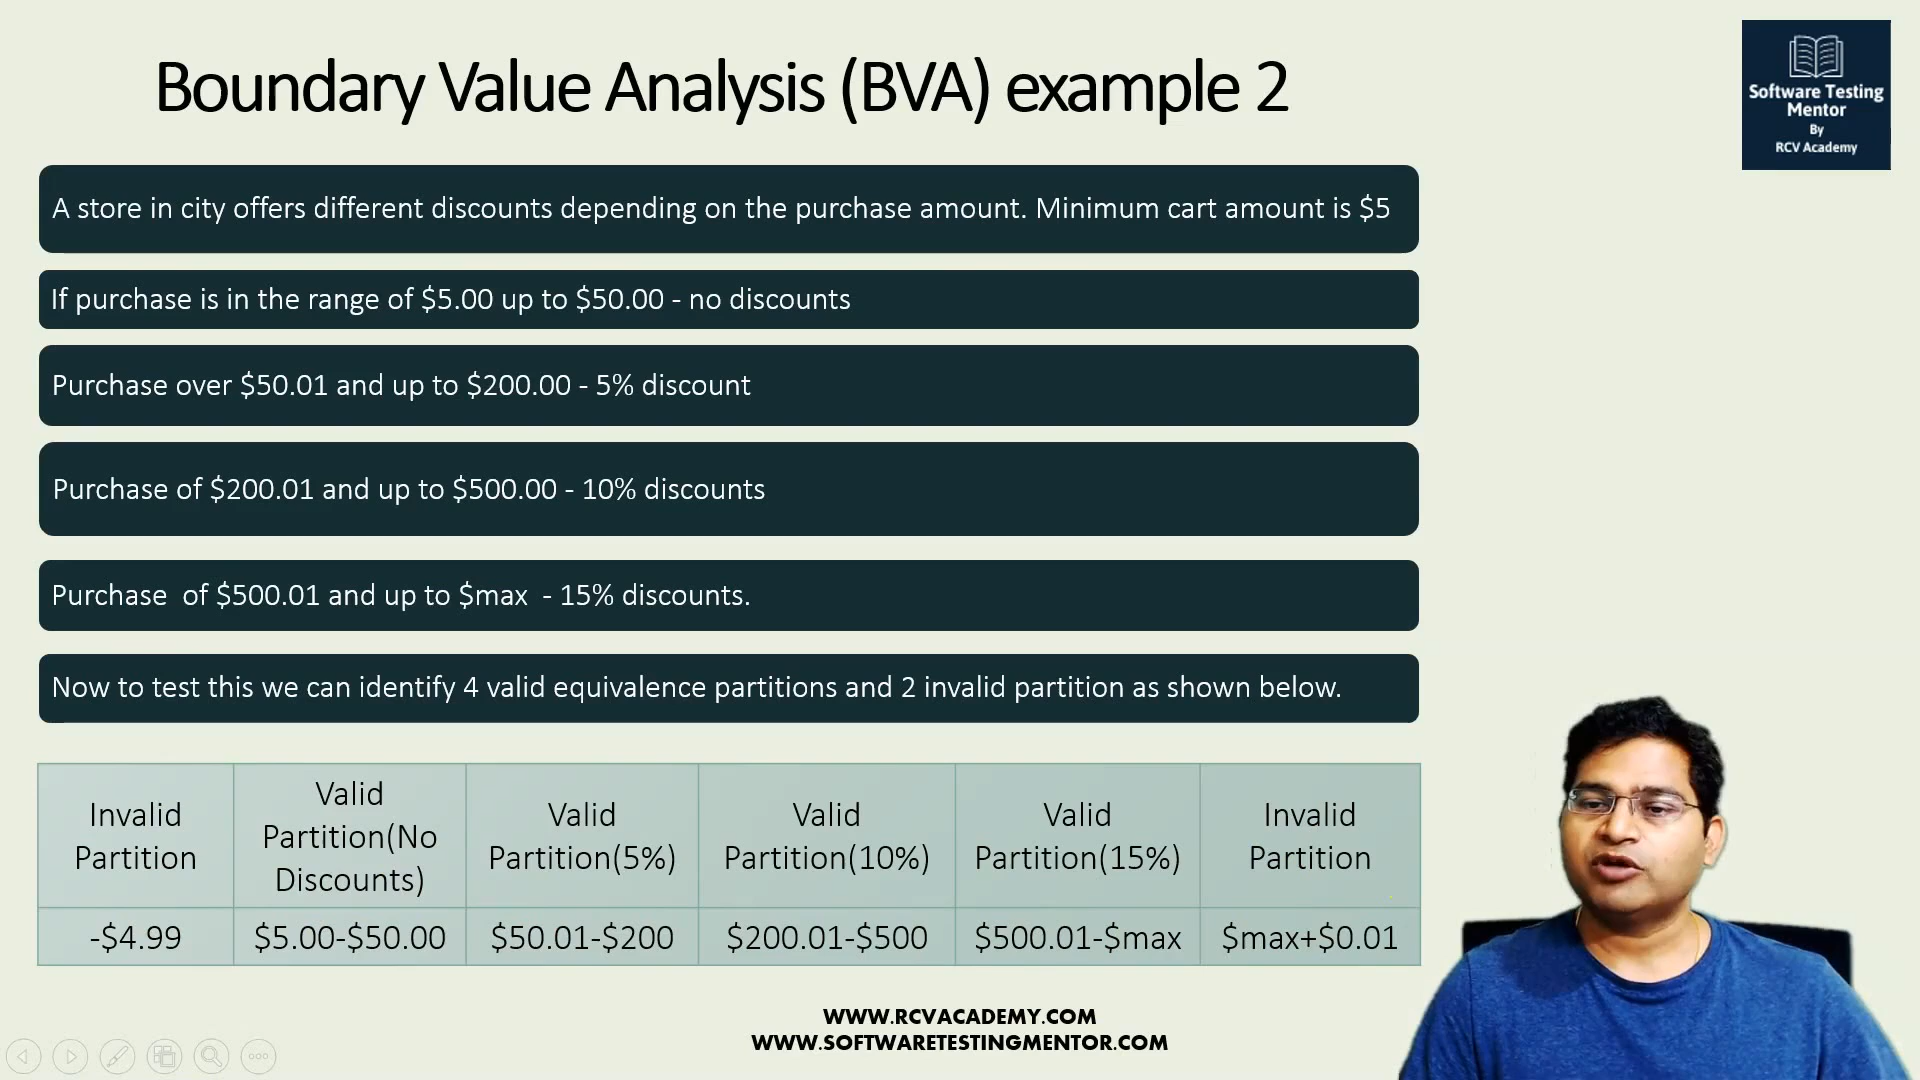 Boundary Value Analysis (BVA) example 2
Software Testing
Mentor
By
RCV Academy
A store in city offers different discounts depending on the purchase amount. Minimum cart amount is $5
If purchase is in the range of $5.00 up to $50.00 - no discounts
Purchase over $50.01 and up to $200.00 - 5% discount
Purchase of $200.01 and up to $500.00 - 10% discounts
Purchase  of $500.01 and up to $max  - 15% discounts.
Now to test this we can identify 4 valid equivalence partitions and 2 invalid partition as shown below.
Invalid
Partition
Valid
Partition(No
Discounts)
Valid
Partition(5%)
Valid
Partition(10%)
Valid
Partition(15%)
Invalid
Partition
-$4.99
$5.00-$50.00
$50.01-$200
$200.01-$500
$500.01-$max
$max+$0.01
WWW.RCVACADEMY.COM
WWW.SOFTWARETESTINGMENTOR.COM